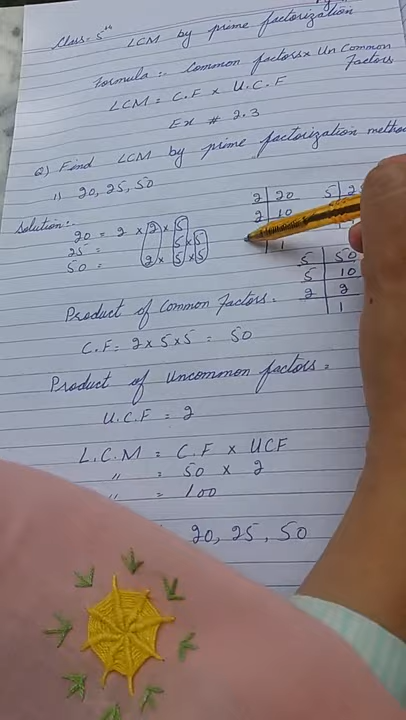 Class = 5th
LCM by prime factorization
Formula :- Common factors x Un Common Factors
LCM = C.F x U.C.F
Ex # 2.3
Q) Find LCM by prime factorization method
i) 20, 25, 50
Solution:-
20 = 2 x 2 x 5
25 = 5 x 5
50 = 2 x 5 x 5
2 | 20
2 | 10
1
5 | 2
5 | 50
5 | 10
2 | 2
1
Product of Common Factors.
C.F = 2 x 5 x 5 = 50
Product of Uncommon factors =
U.C.F = 2
L.C.M = C.F x UCF
" = 50 x 2
" = 100
20, 25, 50